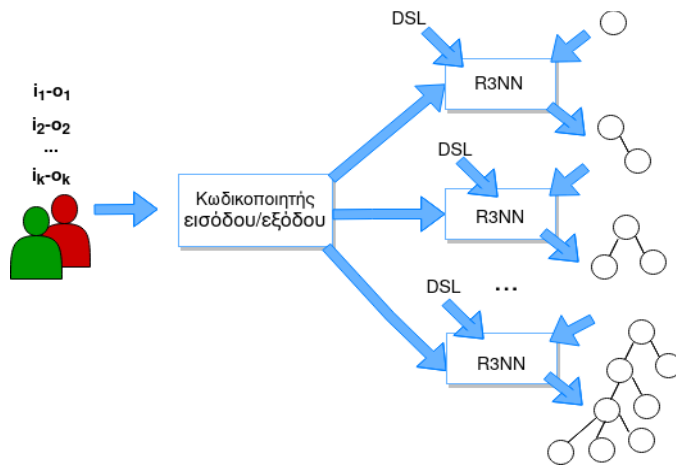 i₁-o₁
i₂-o₂
...
iₖ-oₖ
Κωδικοποιητής
εισόδου/εξόδου
DSL
R3NN
DSL
R3NN
...
DSL
R3NN